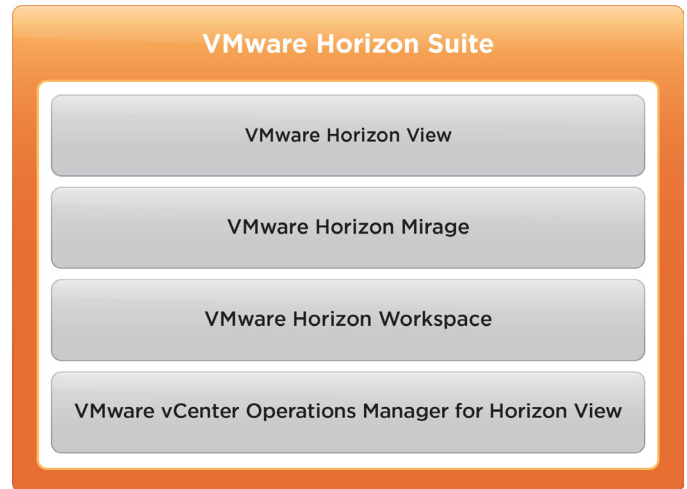 VMware Horizon Suite
VMware Horizon View
VMware Horizon Mirage
VMware Horizon Workspace
VMware vCenter Operations Manager for Horizon View